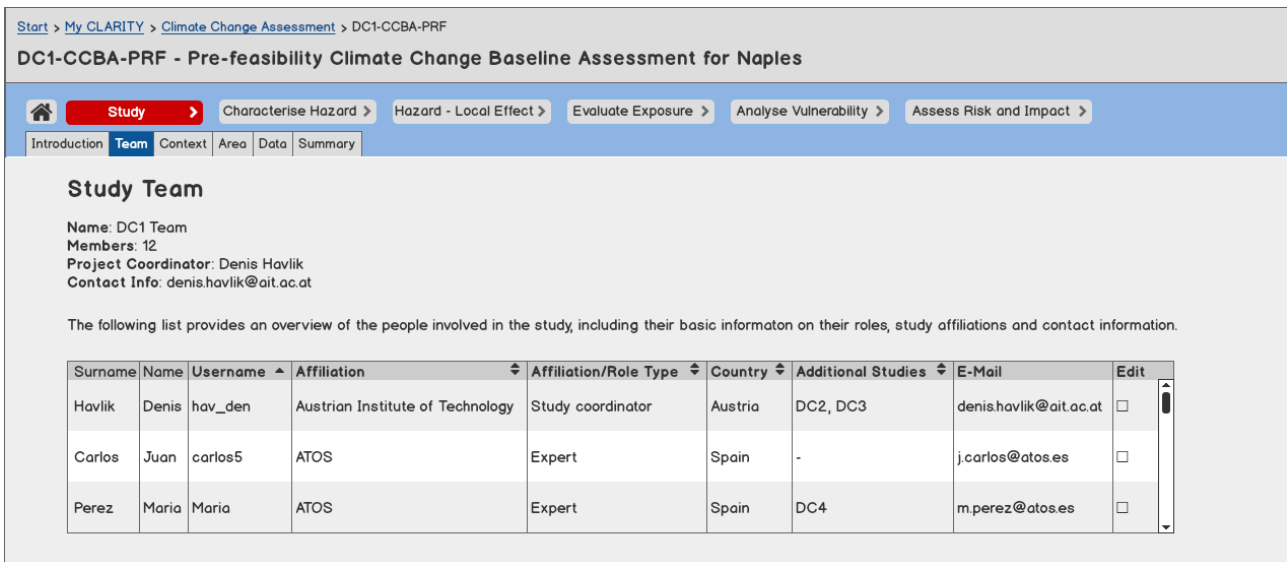 Start > My CLARITY > Climate Change Assessment > DC1-CCBA-PRF
DC1-CCBA-PRF - Pre-feasibility Climate Change Baseline Assessment for Naples
Study > Characterise Hazard > Hazard - Local Effect > Evaluate Exposure > Analyse Vulnerability > Assess Risk and Impact >
Introduction Team Context Area Data Summary
Study Team
Name: DC1 Team
Members: 12
Project Coordinator: Denis Havlik
Contact Info: denis.havlik@ait.ac.at
The following list provides an overview of the people involved in the study, including their basic informaton on their roles, study affiliations and contact information.
Surname Name Username Affiliation Affiliation/Role Type Country Additional Studies E-Mail Edit
Havlik Denis hav_den Austrian Institute of Technology Study coordinator Austria DC2, DC3 denis.havlik@ait.ac.at
Carlos Juan carlos5 ATOS Expert Spain - j.carlos@atos.es
Perez Maria Maria ATOS Expert Spain DC4 m.perez@atos.es